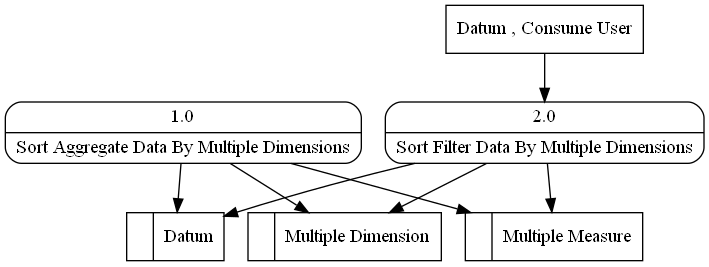 Datum , Consume User
1.0
Sort Aggregate Data By Multiple Dimensions
2.0
Sort Filter Data By Multiple Dimensions
Datum
Multiple Dimension
Multiple Measure